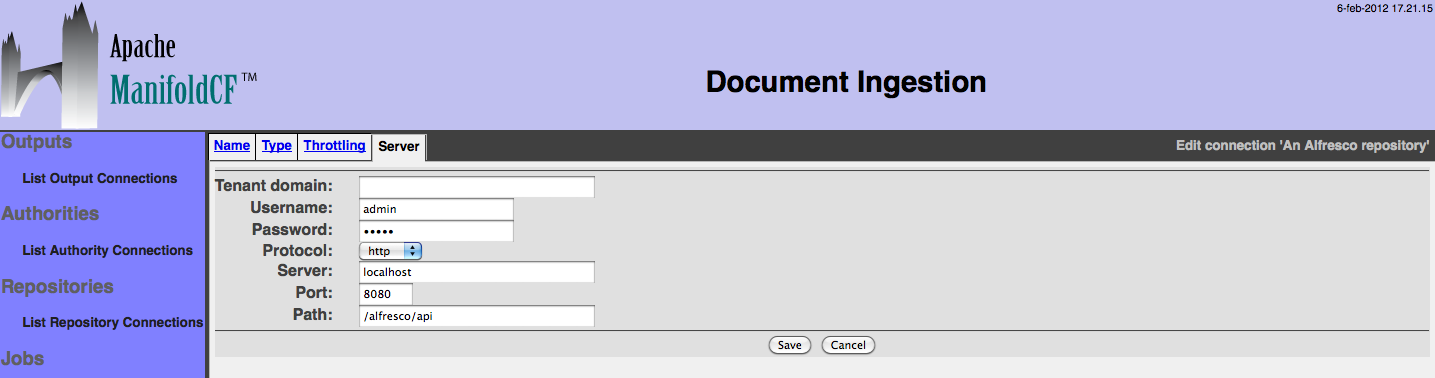 6-feb-2012 17.21.15
Apache
ManifoldCF™
Document Ingestion
Outputs
List Output Connections
Authorities
List Authority Connections
Repositories
List Repository Connections
Jobs
Name Type Throttling Server Edit connection 'An Alfresco repository'
Tenant domain:
Username: admin
Password: •••••
Protocol: http
Server: localhost
Port: 8080
Path: /alfresco/api
Save Cancel